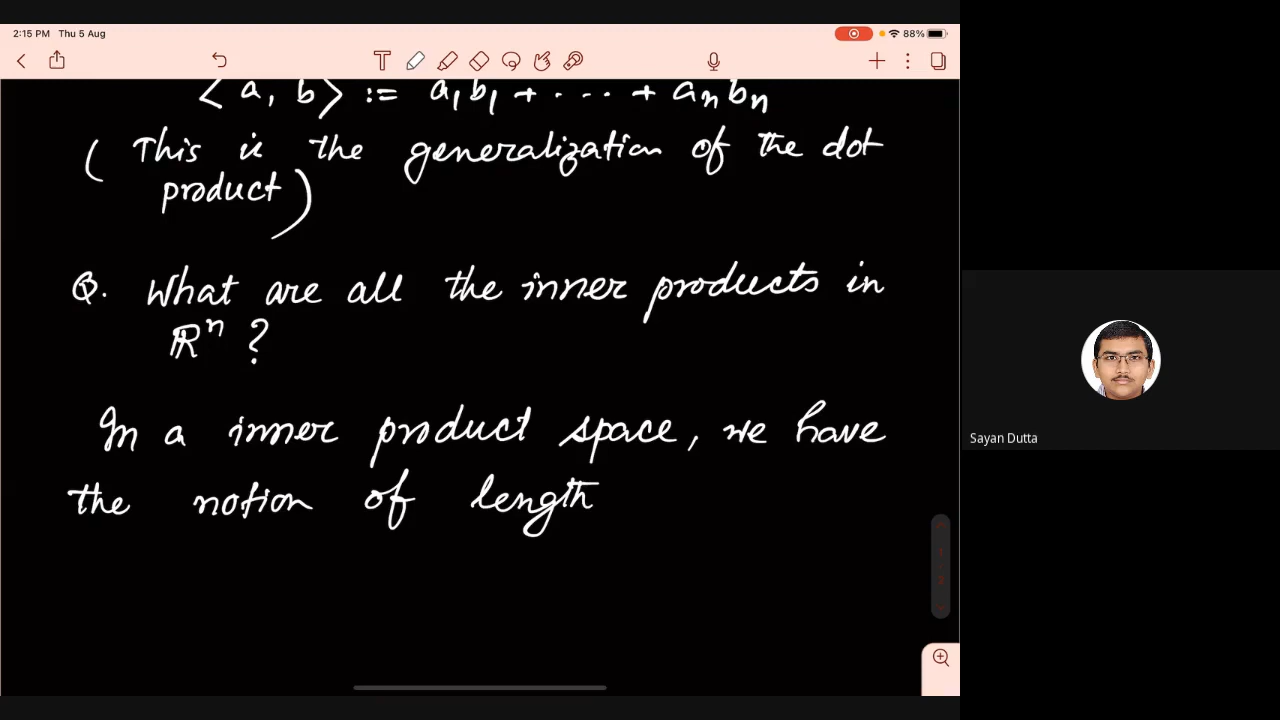 2:15 PM Thu 5 Aug
88%
< a, b > := a₁b₁ + ..... + aₙbₙ
( This is the generalization of the dot
product )
Q. What are all the inner products in
ℝⁿ ?
In a inner product space, we have
the notion of length
Sayan Dutta